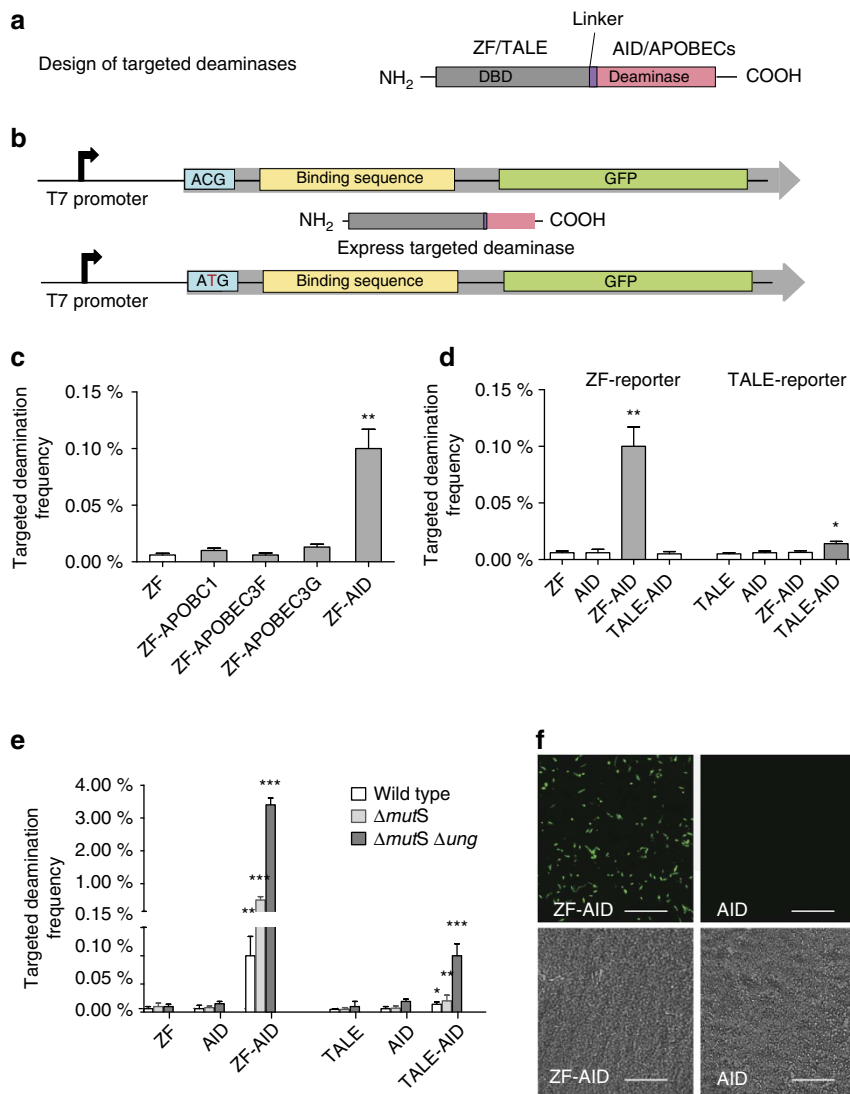 a
Design of targeted deaminases
Linker
ZF/TALE
AID/APOBECs
NH2
DBD
Deaminase
COOH
b
ACG
Binding sequence
GFP
T7 promoter
NH2
COOH
Express targeted deaminase
ATG
Binding sequence
GFP
T7 promoter
c
Targeted deamination
frequency
0.15 %
0.10 %
0.05 %
0.00 %
**
ZF
ZF-APOBC1
ZF-APOBEC3F
ZF-APOBEC3G
ZF-AID
d
ZF-reporter
TALE-reporter
Targeted deamination
frequency
0.15 %
0.10 %
0.05 %
0.00 %
**
*
ZF
AID
ZF-AID
TALE-AID
TALE
AID
ZF-AID
TALE-AID
e
Targeted deamination
frequency
4.00 %
3.00 %
2.00 %
1.00 %
0.15 %
0.10 %
0.05 %
0.00 %
Wild type
ΔmutS
ΔmutS Δung
**
***
***
*
**
***
ZF
AID
ZF-AID
TALE
AID
TALE-AID
f
ZF-AID
AID
ZF-AID
AID